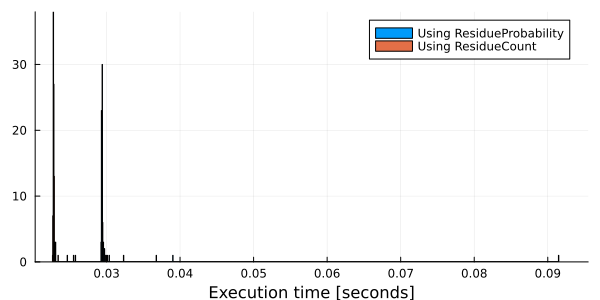 Using ResidueProbability
Using ResidueCount
30
20
10
0
0.03 0.04 0.05 0.06 0.07 0.08 0.09
Execution time [seconds]